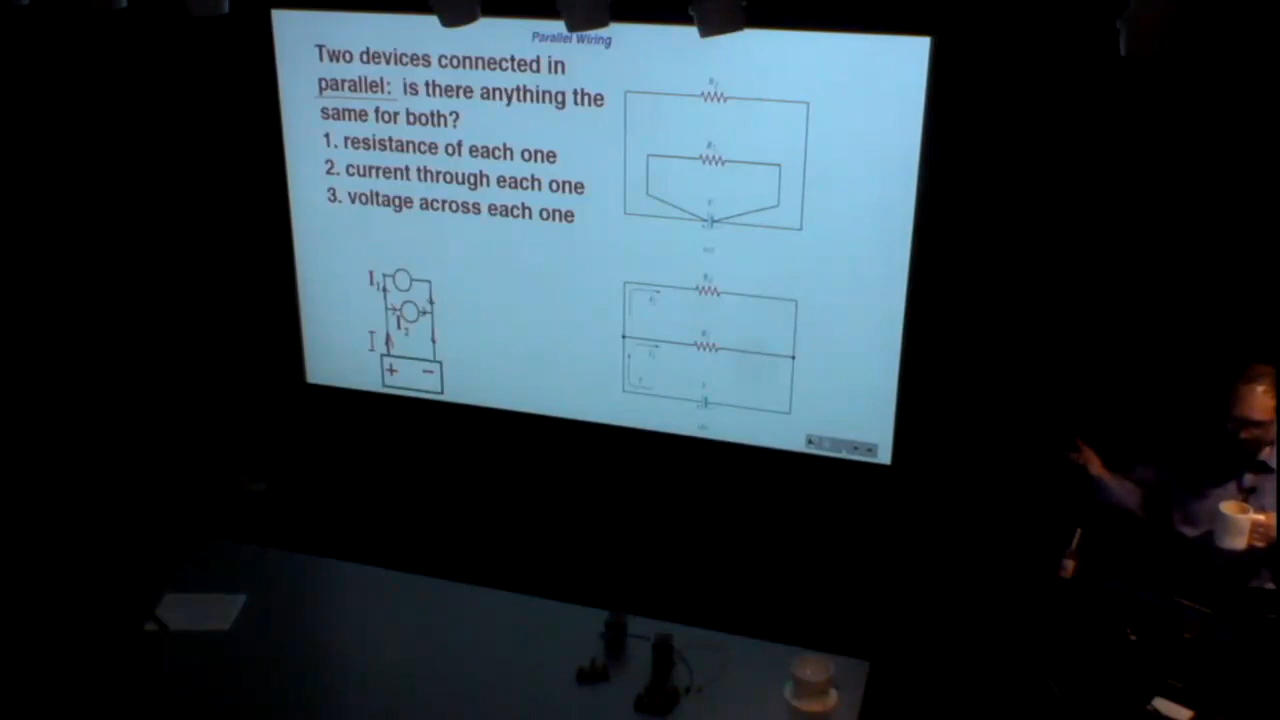 Parallel Wiring
Two devices connected in
parallel: is there anything the
same for both?
1. resistance of each one
2. current through each one
3. voltage across each one
I₁
I₂
I
+ −